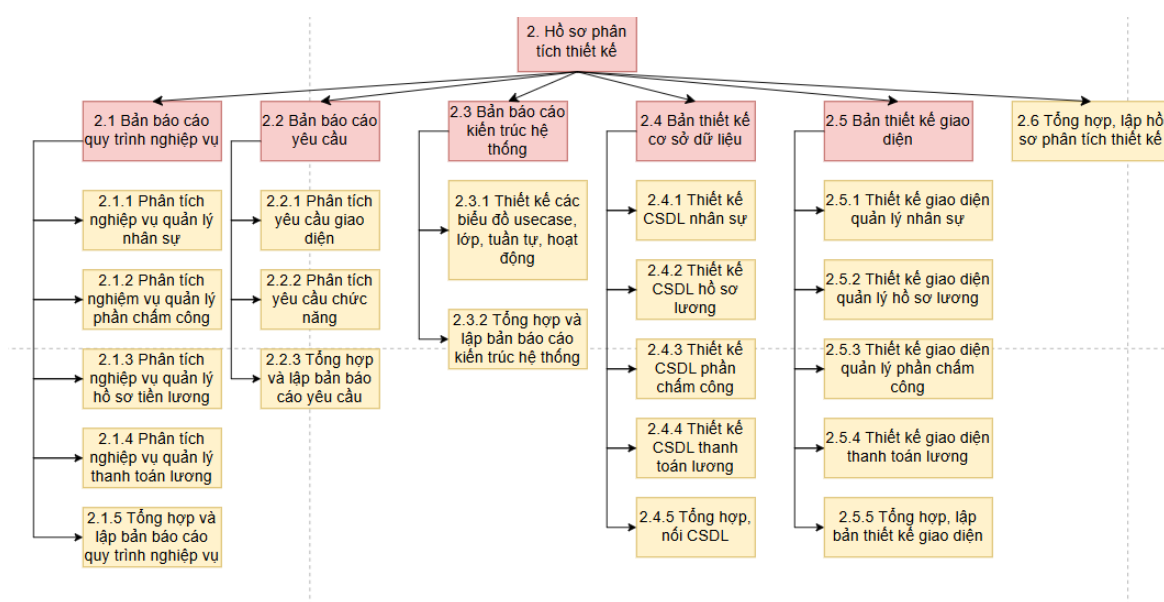 2. Hồ sơ phân
tích thiết kế
2.1 Bản báo cáo
quy trình nghiệp vụ
2.2 Bản báo cáo
yêu cầu
2.3 Bản báo cáo
kiến trúc hệ
thống
2.4 Bản thiết kế
cơ sở dữ liệu
2.5 Bản thiết kế giao
diện
2.6 Tổng hợp, lập hồ
sơ phân tích thiết kế
2.1.1 Phân tích
nghiệp vụ quản lý
nhân sự
2.1.2 Phân tích
nghiệm vụ quản lý
phần chấm công
2.1.3 Phân tích
nghiệp vụ quản lý
hồ sơ tiền lương
2.1.4 Phân tích
nghiệp vụ quản lý
thanh toán lương
2.1.5 Tổng hợp và
lập bản báo cáo
quy trình nghiệp vụ
2.2.1 Phân tích
yêu cầu giao
diện
2.2.2 Phân tích
yêu cầu chức
năng
2.2.3 Tổng hợp
và lập bản báo
cáo yêu cầu
2.3.1 Thiết kế các
biểu đồ usecase,
lớp, tuần tự, hoạt
động
2.3.2 Tổng hợp và
lập bản báo cáo
kiến trúc hệ thống
2.4.1 Thiết kế
CSDL nhân sự
2.4.2 Thiết kế
CSDL hồ sơ
lương
2.4.3 Thiết kế
CSDL phần
chấm công
2.4.4 Thiết kế
CSDL thanh
toán lương
2.4.5 Tổng hợp,
nối CSDL
2.5.1 Thiết kế giao diện
quản lý nhân sự
2.5.2 Thiết kế giao diện
quản lý hồ sơ lương
2.5.3 Thiết kế giao diện
quản lý phần chấm
công
2.5.4 Thiết kế giao diện
thanh toán lương
2.5.5 Tổng hợp, lập
bản thiết kế giao diện